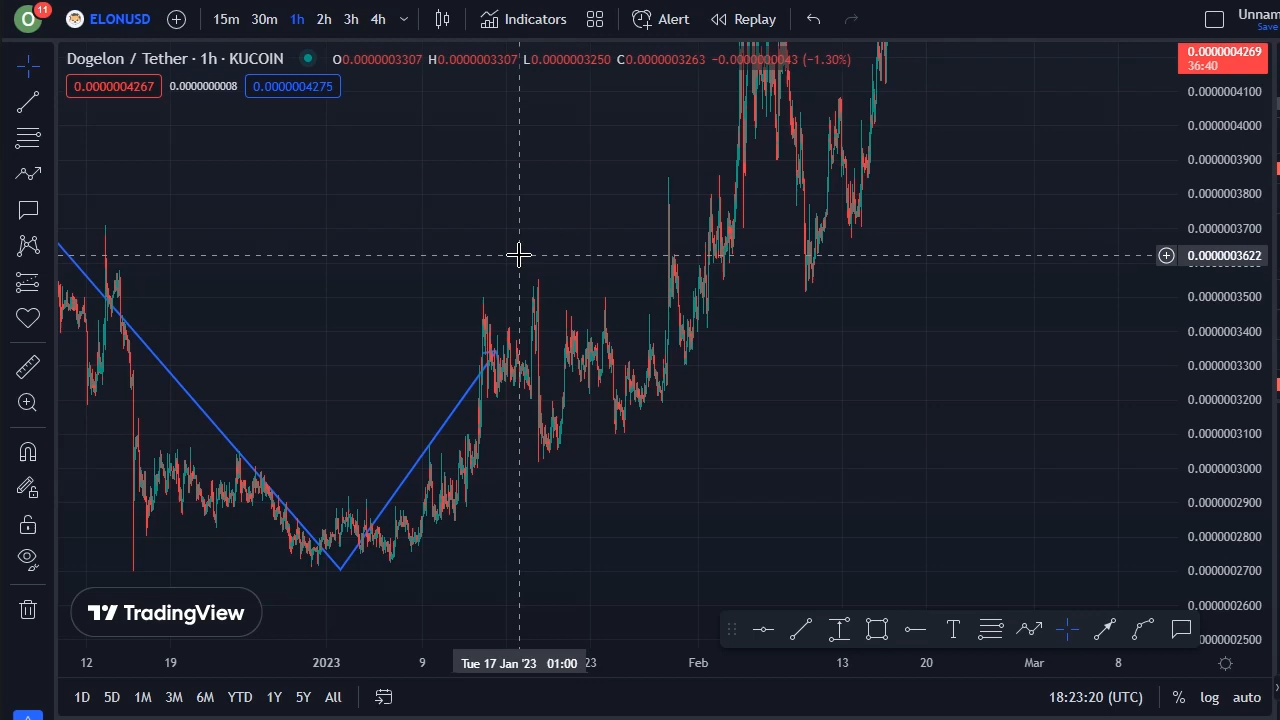 O 11 ELONUSD 15m 30m 1h 2h 3h 4h Indicators Alert Replay Unnam
Save
Dogelon / Tether · 1h · KUCOIN O0.0000003307 H0.0000003307 L0.0000003250 C0.0000003263 −0.0000000043 (−1.30%)
0.0000004267 0.0000000008 0.0000004275
0.0000004269
36:40
0.0000004100
0.0000004000
0.0000003900
0.0000003800
0.0000003700
0.0000003622
0.0000003500
0.0000003400
0.0000003300
0.0000003200
0.0000003100
0.0000003000
0.0000002900
0.0000002800
0.0000002700
0.0000002600
0.0000002500
TradingView
T
12 19 2023 9 Tue 17 Jan '23 01:00 23 Feb 13 20 Mar 8
1D 5D 1M 3M 6M YTD 1Y 5Y All 18:23:20 (UTC) % log auto